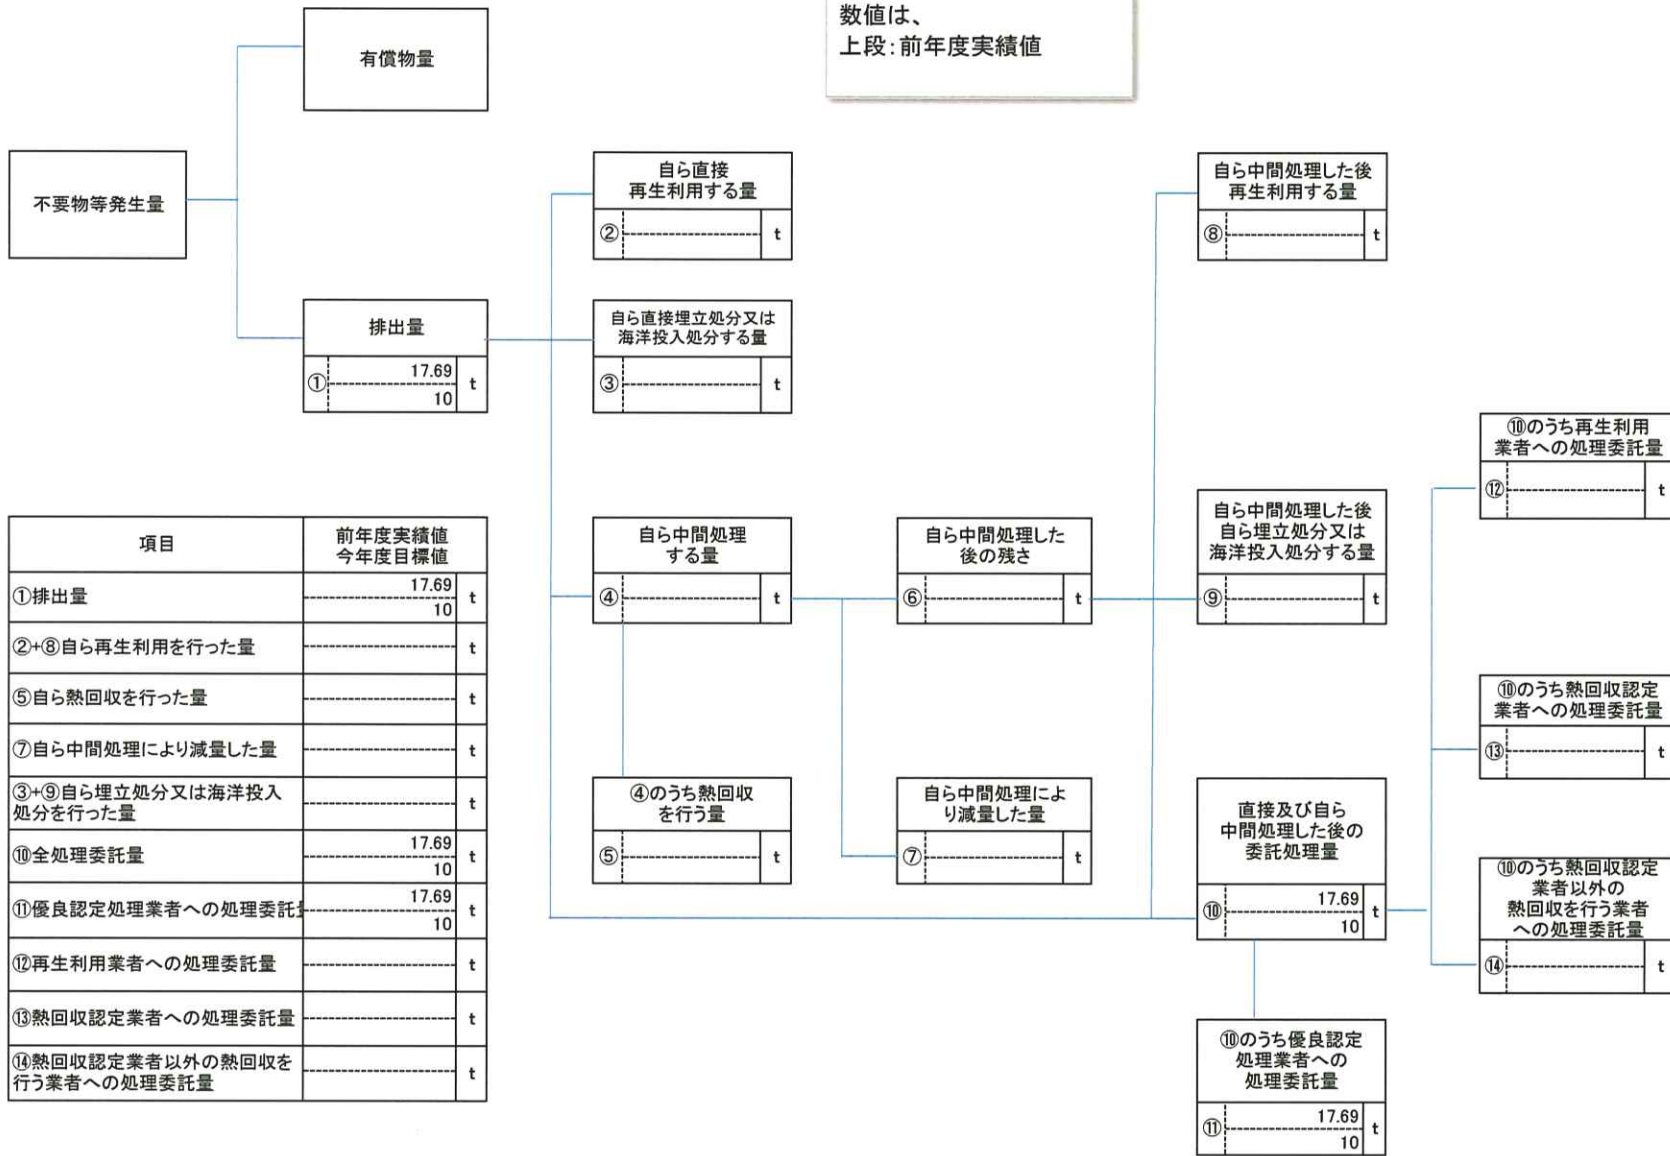 数値は、
上段:前年度実績値
有償物量
不要物等発生量
排出量
① 17.69 t
10
自ら直接
再生利用する量
② t
自ら直接埋立処分又は
海洋投入処分する量
③ t
自ら中間処理
する量
④ t
④のうち熱回収
を行う量
⑤ t
自ら中間処理した
後の残さ
⑥ t
自ら中間処理によ
り減量した量
⑦ t
自ら中間処理した後
再生利用する量
⑧ t
自ら中間処理した後
自ら埋立処分又は
海洋投入処分する量
⑨ t
直接及び自ら
中間処理した後の
委託処理量
⑩ 17.69 t
10
⑩のうち優良認定
処理業者への
処理委託量
⑪ 17.69 t
10
⑩のうち再生利用
業者への処理委託量
⑫ t
⑩のうち熱回収認定
業者への処理委託量
⑬ t
⑩のうち熱回収認定
業者以外の
熱回収を行う業者
への処理委託量
⑭ t
項目 前年度実績値
今年度目標値
①排出量 17.69 t
10
②+⑧自ら再生利用を行った量 t
⑤自ら熱回収を行った量 t
⑦自ら中間処理により減量した量 t
③+⑨自ら埋立処分又は海洋投入
処分を行った量 t
⑩全処理委託量 17.69 t
10
⑪優良認定処理業者への処理委託 17.69 t
10
⑫再生利用業者への処理委託量 t
⑬熱回収認定業者への処理委託量 t
⑭熱回収認定業者以外の熱回収を
行う業者への処理委託量 t